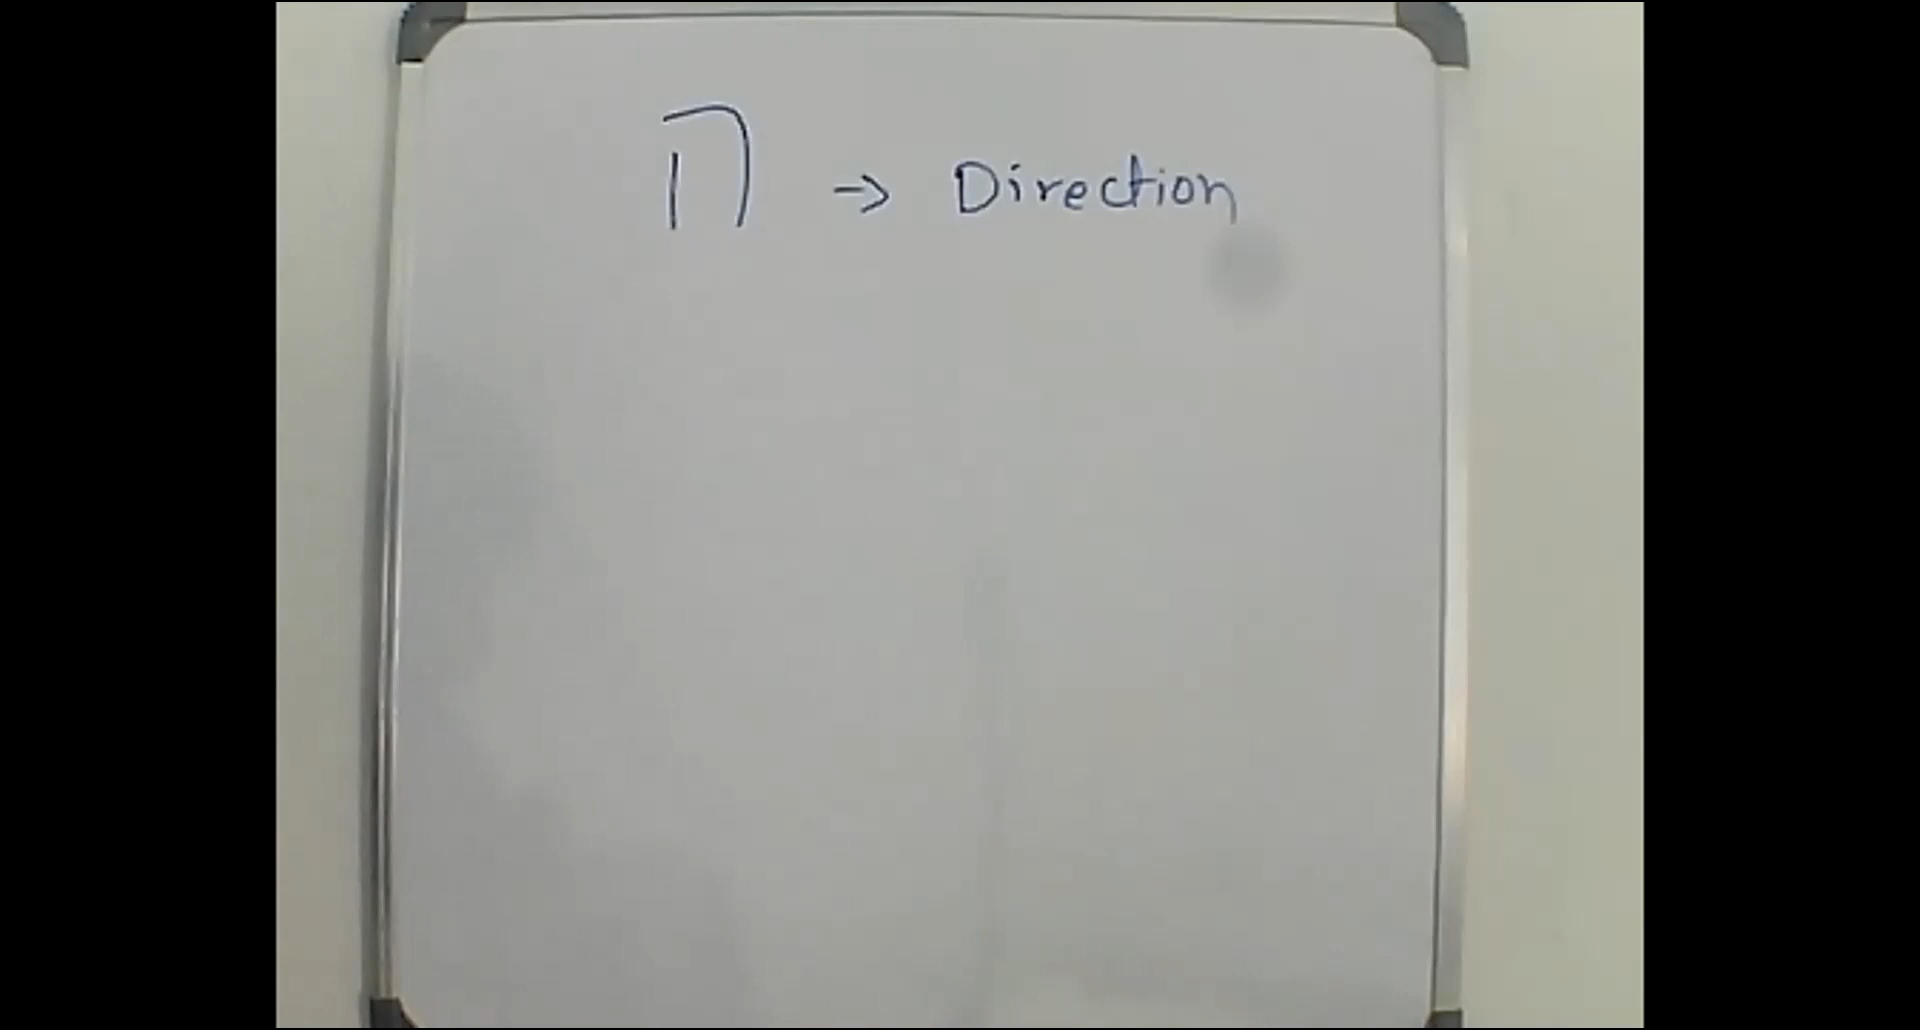 ה → Direction